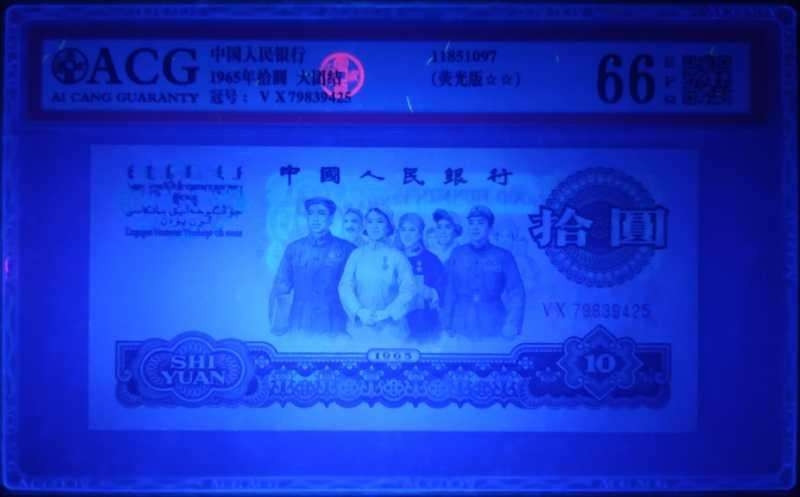 ACG
AI CANG GUARANTY
中国人民银行
1965年拾圓 大团结
冠号： V X 79839425
11851097
(荧光版☆☆)
66
E
P
Q
中國人民銀行
拾圓
VX 79839425
1965
SHI
YUAN
10